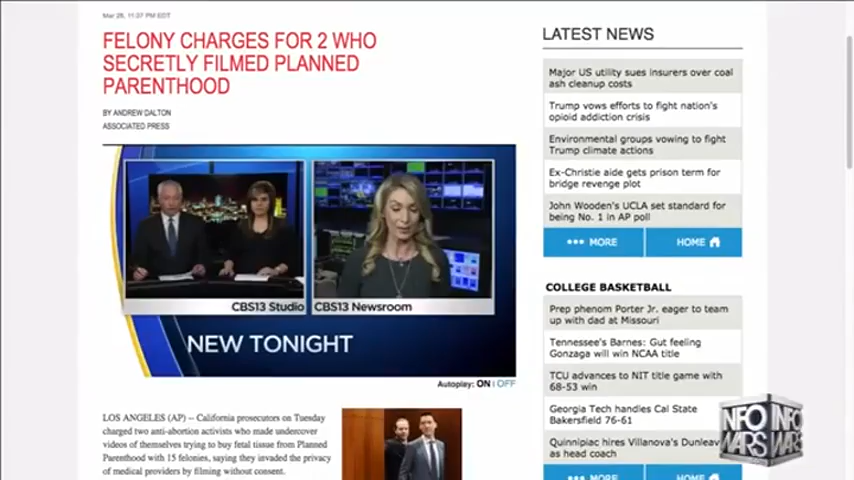 Mar 28, 11:37 PM EDT
FELONY CHARGES FOR 2 WHO
SECRETLY FILMED PLANNED
PARENTHOOD
BY ANDREW DALTON
ASSOCIATED PRESS
CBS13 Studio
CBS13 Newsroom
NEW TONIGHT
Autoplay: ON | OFF
LOS ANGELES (AP) -- California prosecutors on Tuesday
charged two anti-abortion activists who made undercover
videos of themselves trying to buy fetal tissue from Planned
Parenthood with 15 felonies, saying they invaded the privacy
of medical providers by filming without consent.
LATEST NEWS
Major US utility sues insurers over coal
ash cleanup costs
Trump vows efforts to fight nation's
opioid addiction crisis
Environmental groups vowing to fight
Trump climate actions
Ex-Christie aide gets prison term for
bridge revenge plot
John Wooden's UCLA set standard for
being No. 1 in AP poll
••• MORE
HOME
COLLEGE BASKETBALL
Prep phenom Porter Jr. eager to team
up with dad at Missouri
Tennessee's Barnes: Gut feeling
Gonzaga will win NCAA title
TCU advances to NIT title game with
68-53 win
Georgia Tech handles Cal State
Bakersfield 76-61
Quinnipiac hires Villanova's Dunleavy
as head coach
••• MORE
HOME
INFO INFO
WARS WARS